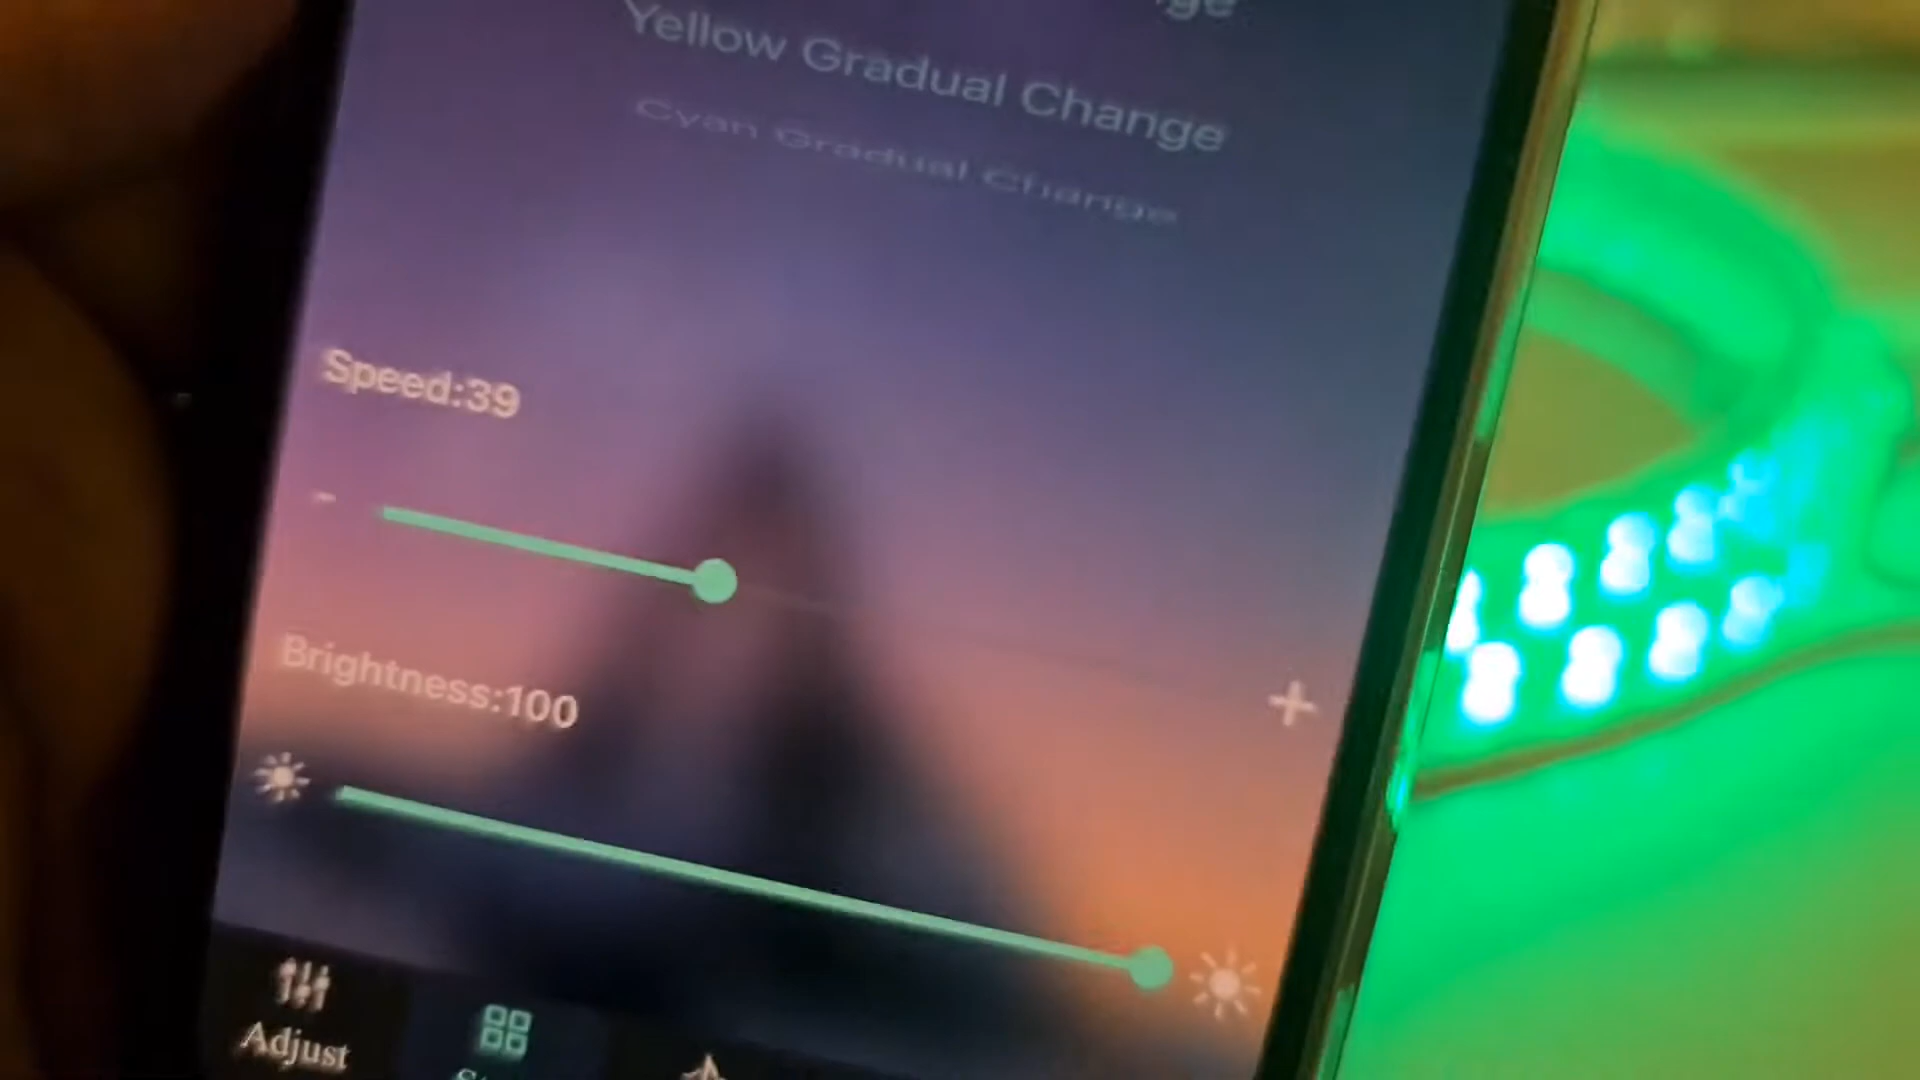 Yellow Gradual Change
Cyan Gradual Change
Speed:39
-
+
Brightness:100
Adjust